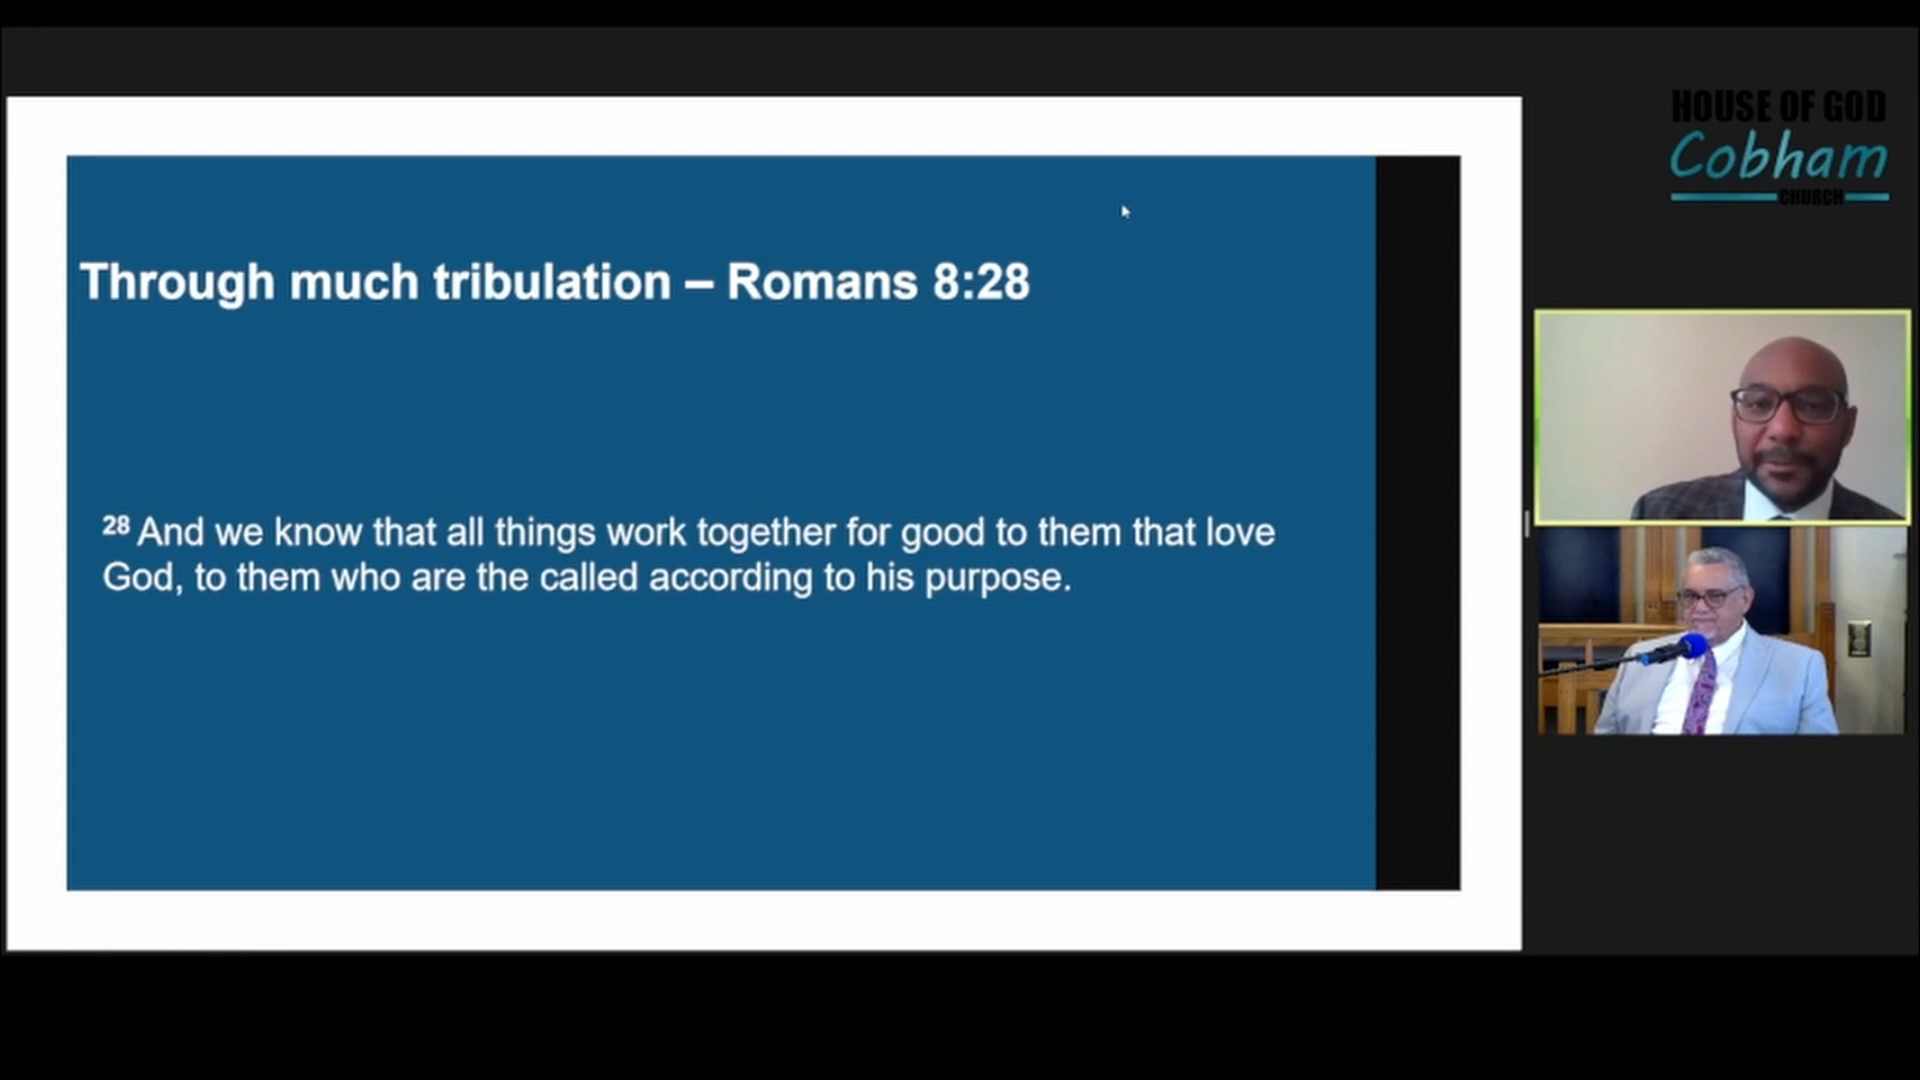 HOUSE OF GOD
Cobham
CHURCH
Through much tribulation – Romans 8:28
28 And we know that all things work together for good to them that love
God, to them who are the called according to his purpose.